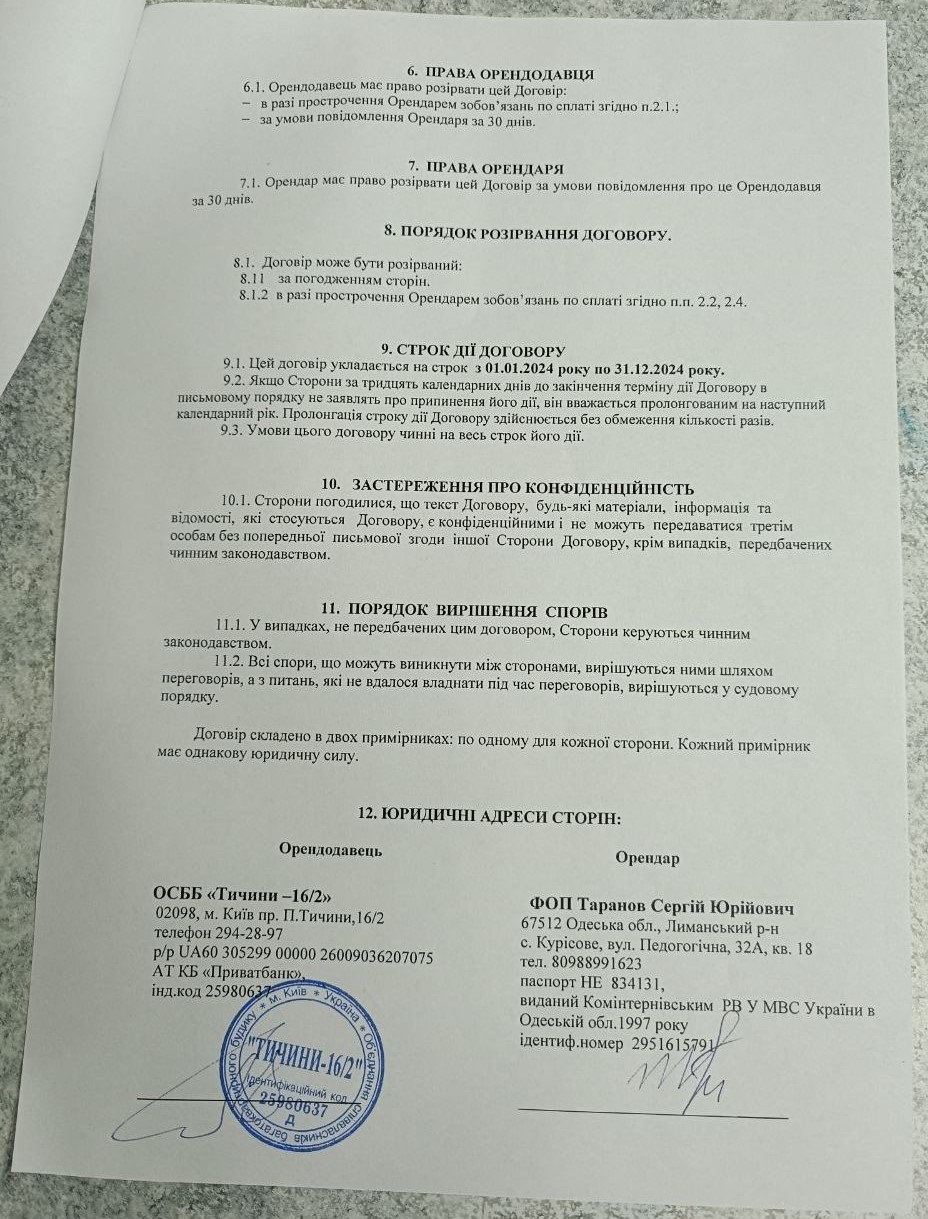 6. ПРАВА ОРЕНДОДАВЦЯ
6.1. Орендодавець має право розірвати цей Договір:
– в разі прострочення Орендарем зобов’язань по сплаті згідно п.2.1.;
– за умови повідомлення Орендаря за 30 днів.
7. ПРАВА ОРЕНДАРЯ
7.1. Орендар має право розірвати цей Договір за умови повідомлення про це Орендодавця
за 30 днів.
8. ПОРЯДОК РОЗІРВАННЯ ДОГОВОРУ.
8.1. Договір може бути розірваний:
8.11 за погодженням сторін.
8.1.2 в разі прострочення Орендарем зобов’язань по сплаті згідно п.п. 2.2, 2.4.
9. СТРОК ДІЇ ДОГОВОРУ
9.1. Цей договір укладається на строк з 01.01.2024 року по 31.12.2024 року.
9.2. Якщо Сторони за тридцять календарних днів до закінчення терміну дії Договору в
письмовому порядку не заявлять про припинення його дії, він вважається пролонгованим на наступний
календарний рік. Пролонгація строку дії Договору здійснюється без обмеження кількості разів.
9.3. Умови цього договору чинні на весь строк його дії.
10. ЗАСТЕРЕЖЕННЯ ПРО КОНФІДЕНЦІЙНІСТЬ
10.1. Сторони погодилися, що текст Договору, будь-які матеріали, інформація та
відомості, які стосуються Договору, є конфіденційними і не можуть передаватися третім
особам без попередньої письмової згоди іншої Сторони Договору, крім випадків, передбачених
чинним законодавством.
11. ПОРЯДОК ВИРІШЕННЯ СПОРІВ
11.1. У випадках, не передбачених цим договором, Сторони керуються чинним
законодавством.
11.2. Всі спори, що можуть виникнути між сторонами, вирішуються ними шляхом
переговорів, а з питань, які не вдалося владнати під час переговорів, вирішуються у судовому
порядку.
Договір складено в двох примірниках: по одному для кожної сторони. Кожний примірник
має однакову юридичну силу.
12. ЮРИДИЧНІ АДРЕСИ СТОРІН:
Орендодавець
ОСББ «Тичини –16/2»
02098, м. Київ пр. П.Тичини,16/2
телефон 294-28-97
р/р UA60 305299 00000 26009036207075
АТ КБ «Приватбанк»,
інд.код 25980637
Орендар
ФОП Таранов Сергій Юрійович
67512 Одеська обл., Лиманський р-н
с. Курісове, вул. Педогогічна, 32А, кв. 18
тел. 80988991623
паспорт НЕ 834131,
виданий Комінтернівським РВ У МВС України в
Одеській обл.1997 року
ідентиф.номер 2951615791
* м. Київ * Україна * Об'єднання співвласників багатоквартирного будинку
"ТИЧИНИ-16/2"
Ідентифікаційний код
25980637
Д